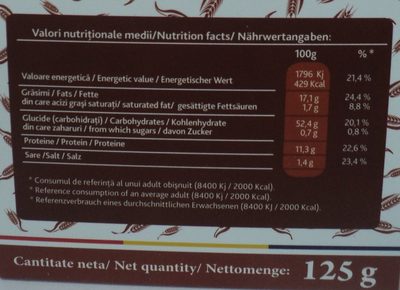 Valori nutriționale medii/Nutrition facts/ Nährwertangaben:
100g % *
Valoare energetică / Energetic value / Energetischer Wert 1796 Kj 21,4 %
429 Kcal
Grăsimi / Fats / Fette 17,1 g 24,4 %
din care acizi grași saturați/ saturated fat/ gesättigte Fettsäuren 1,7 g 8,8 %
Glucide (carbohidrați) / Carbohydrates / Kohlenhydrate 52,4 g 20,1 %
din care zaharuri / from which sugars / davon Zucker 0,7 g 0,8 %
Proteine / Protein / Proteine 11,3 g 22,6 %
Sare /Salt / Salz 1,4 g 23,4 %
* Consumul de referință al unui adult obișnuit (8400 Kj / 2000 Kcal).
* Reference consumption of an average adult (8400 Kj / 2000 Kcal).
* Referenzverbrauch eines durchschnittlichen Erwachsenen (8400 Kj / 2000 Kcal).
Cantitate neta/ Net quantity/ Nettomenge: 125 g